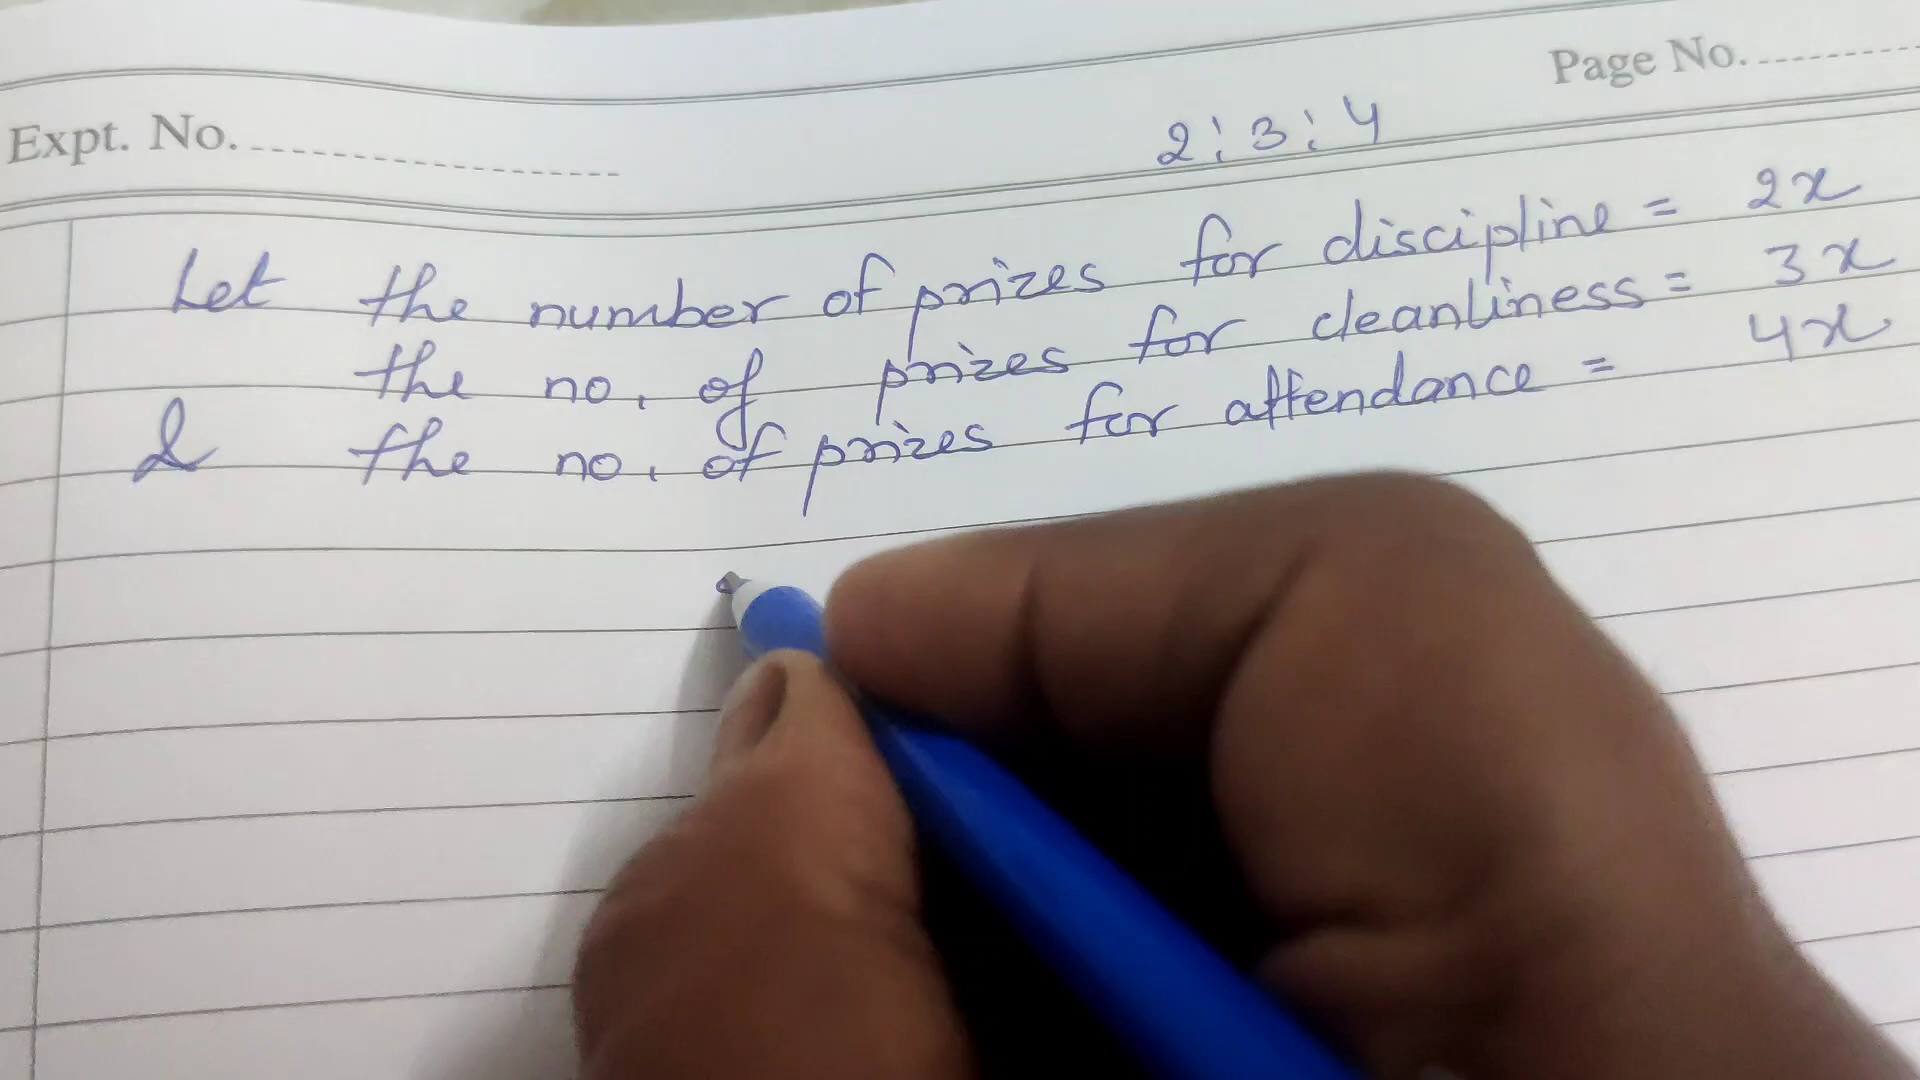 Expt. No.
Page No.
2:3:4
Let the number of prizes for discipline = 2x
the no. of prizes for cleanliness = 3x
& the no. of prizes for attendance = 4x